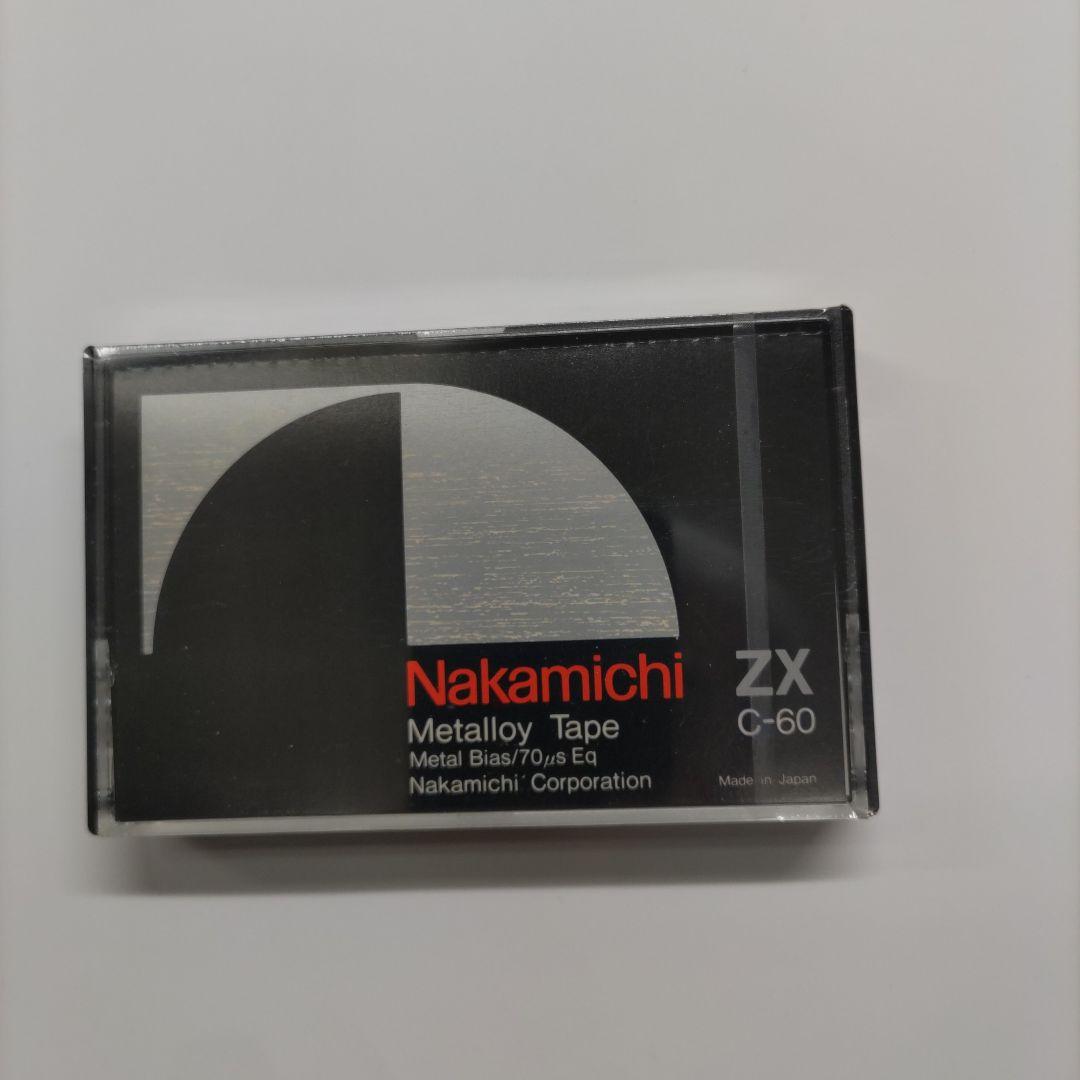 Nakamichi
Metalloy Tape
Metal Bias/70μs Eq
Nakamichi Corporation
ZX
C-60
Made in Japan